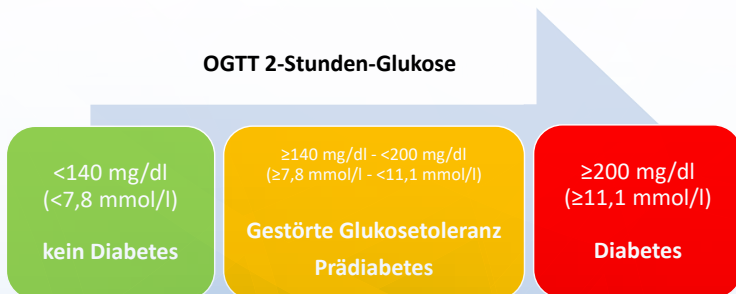 OGTT 2-Stunden-Glukose
<140 mg/dl
(<7,8 mmol/l)
kein Diabetes
≥140 mg/dl - <200 mg/dl
(≥7,8 mmol/l - <11,1 mmol/l)
Gestörte Glukosetoleranz
Prädiabetes
≥200 mg/dl
(≥11,1 mmol/l)
Diabetes